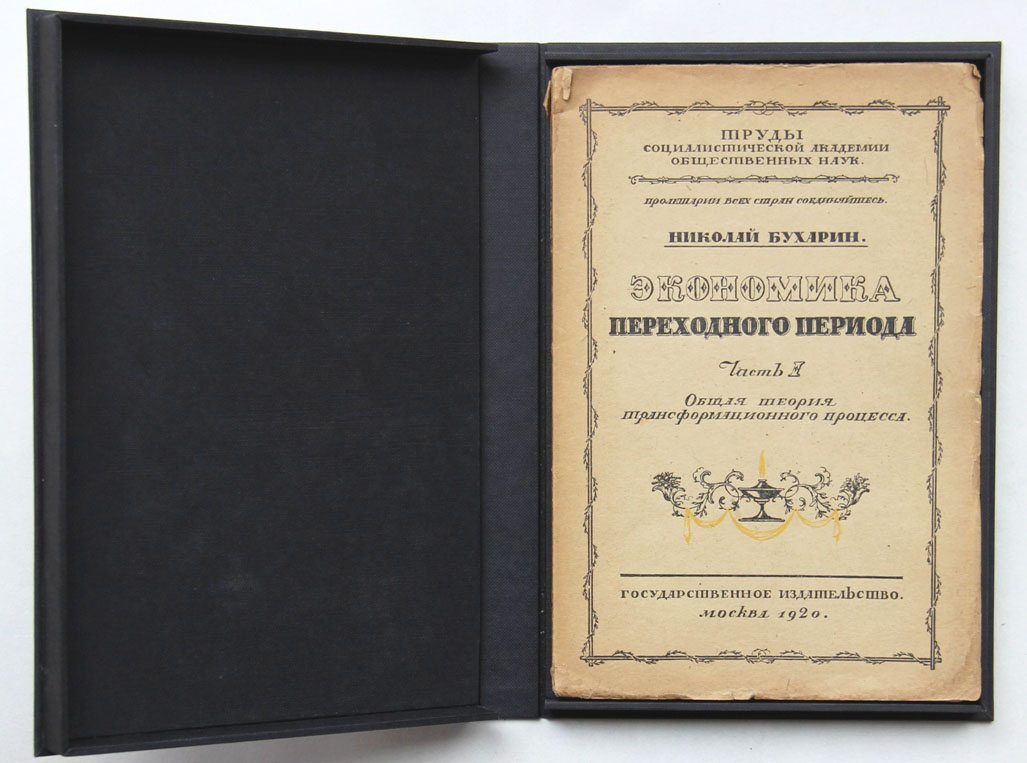 ТРУДЫ
СОЦИАЛИСТИЧЕСКОЙ АКАДЕМИИ
ОБЩЕСТВЕННЫХ НАУК.
ПРОЛЕТАРИИ ВСЕХ СТРАН СОЕДИНЯЙТЕСЬ.
НИКОЛАЙ БУХАРИН.
ЭКОНОМИКА
ПЕРЕХОДНОГО ПЕРИОДА
Часть I
ОБЩАЯ ТЕОРИЯ
ТРАНСФОРМАЦИОННОГО ПРОЦЕССА.
ГОСУДАРСТВЕННОЕ ИЗДАТЕЛЬСТВО.
МОСКВА 1920.